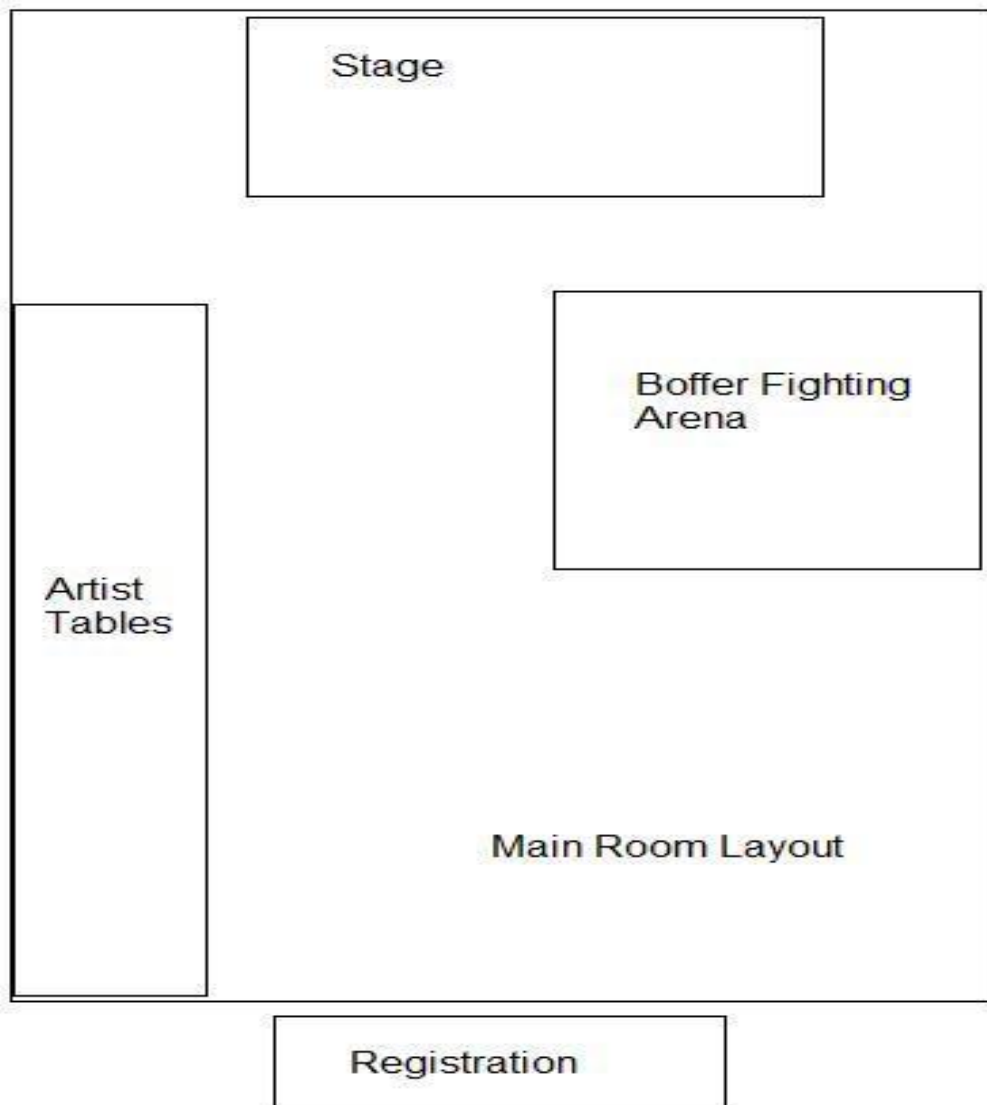 Stage
Boffer Fighting
Arena
Artist
Tables
Main Room Layout
Registration